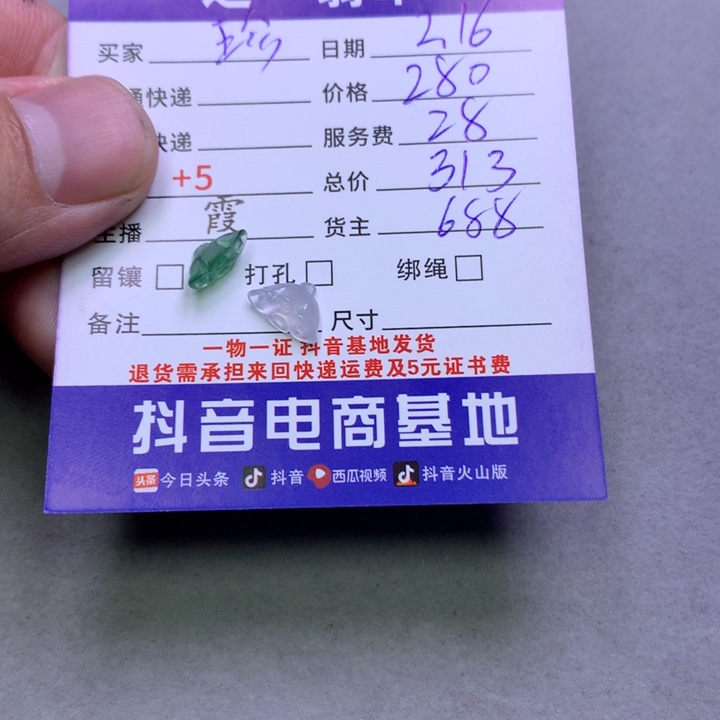 买家 珍 日期 216
通快递 价格 280
快递 服务费 28
+5 总价 313
主播 霞 货主 688
留镶 打孔 绑绳
备注 尺寸
一物一证 抖音基地发货
退货需承担来回快递运费及5元证书费
抖音电商基地
头条 今日头条 抖音 西瓜视频 抖音火山版